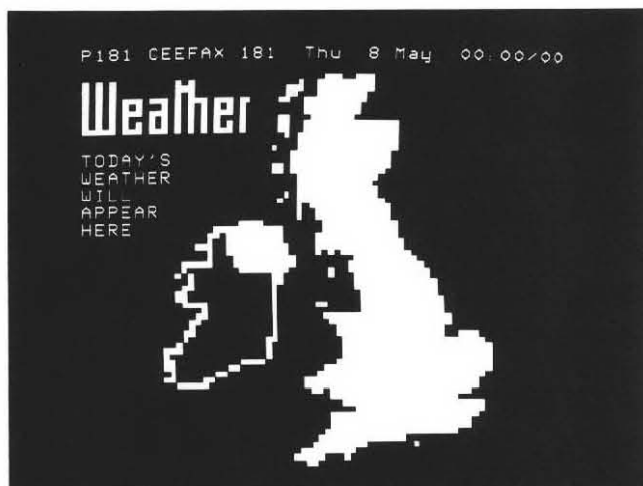 P181 CEEFAX 181 Thu 8 May 00:00/00
Weather
TODAY'S
WEATHER
WILL
APPEAR
HERE